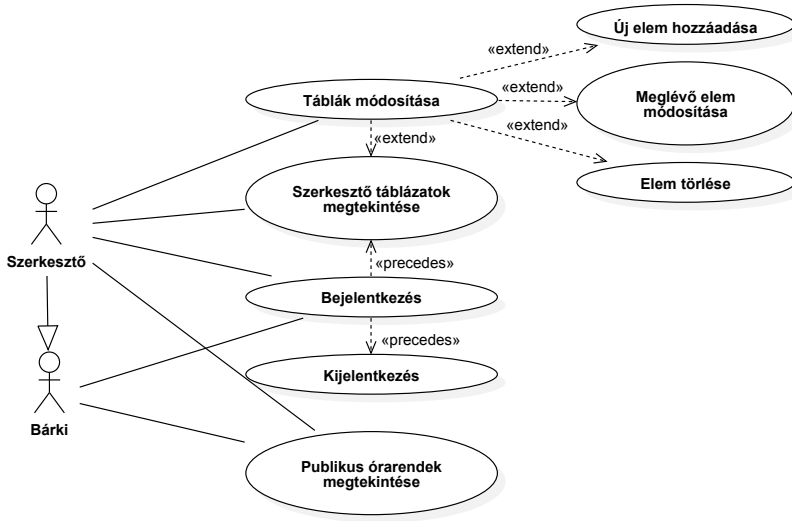 Új elem hozzáadása
«extend»
Táblák módosítása
«extend»
Meglévő elem
módosítása
«extend»
«extend»
Elem törlése
Szerkesztő táblázatok
megtekintése
Szerkesztő
«precedes»
Bejelentkezés
«precedes»
Kijelentkezés
Bárki
Publikus órarendek
megtekintése